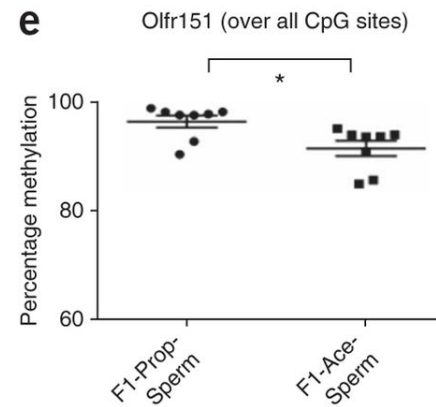 e
Olfr151 (over all CpG sites)
*
Percentage methylation
100
80
60
F1-Prop-
Sperm
F1-Ace-
Sperm